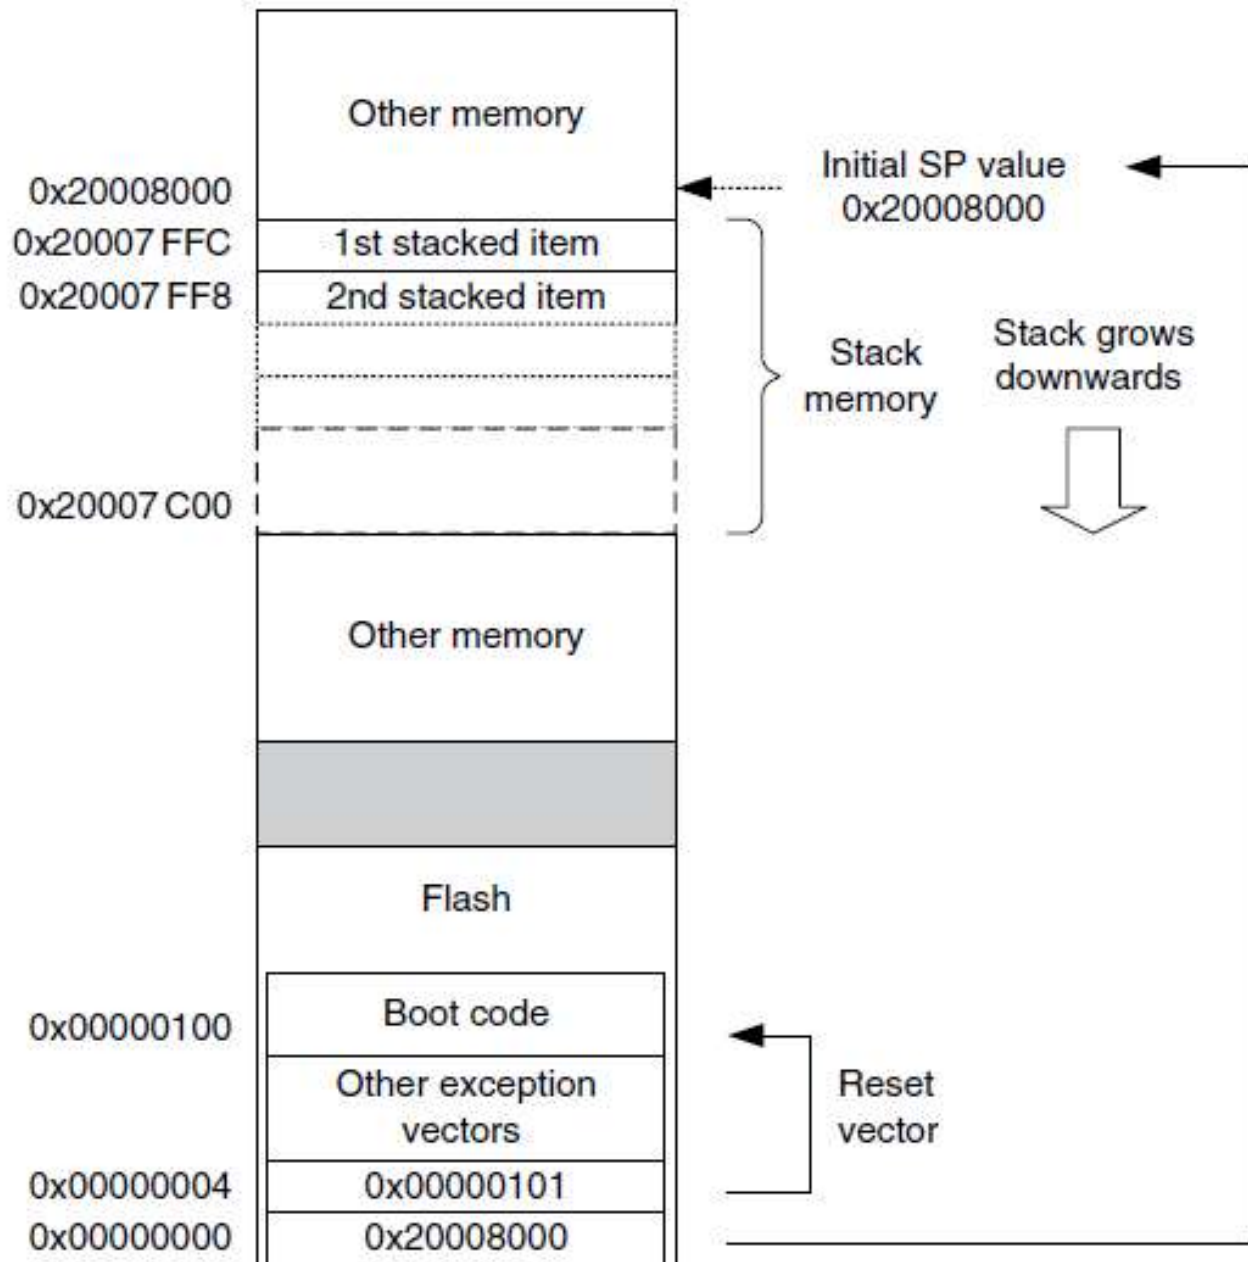 Other memory
Initial SP value
0x20008000
0x20008000
0x20007 FFC
1st stacked item
0x20007 FF8
2nd stacked item
Stack
memory
Stack grows
downwards
0x20007 C00
Other memory
Flash
0x00000100
Boot code
Other exception
vectors
Reset
vector
0x00000004
0x00000101
0x00000000
0x20008000